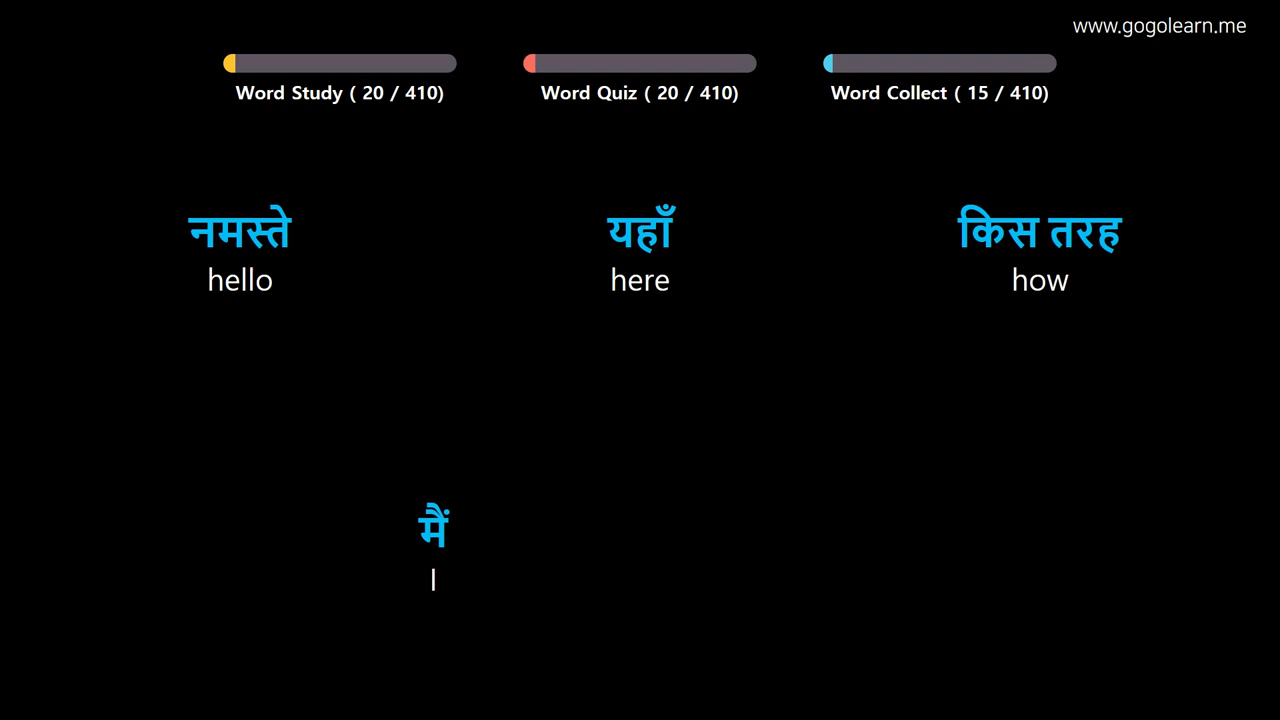 www.gogolearn.me
Word Study ( 20 / 410)
Word Quiz ( 20 / 410)
Word Collect ( 15 / 410)
नमस्ते
यहाँ
किस तरह
hello
here
how
मैं
I